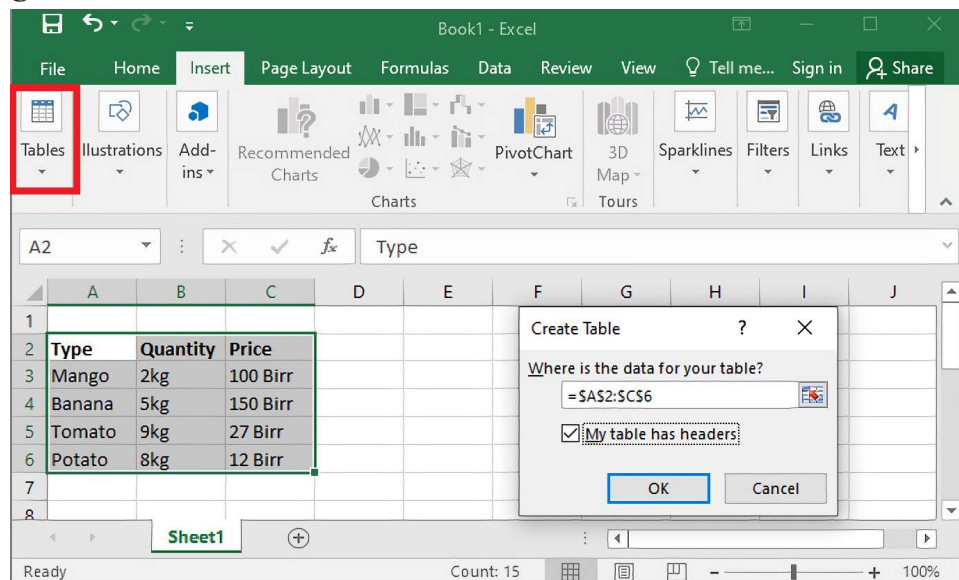 Book1 - Excel
File Home Insert Page Layout Formulas Data Review View Tell me... Sign in Share
Tables Illustrations Add-ins Recommended Charts PivotChart 3D Map Sparklines Filters Links Text
Charts Tours
A2 fx Type
A B C D E F G H I J
1
2 Type Quantity Price
3 Mango 2kg 100 Birr
4 Banana 5kg 150 Birr
5 Tomato 9kg 27 Birr
6 Potato 8kg 12 Birr
7
8
Create Table ?
Where is the data for your table?
=$A$2:$C$6
My table has headers
OK Cancel
Sheet1
Ready Count: 15 100%